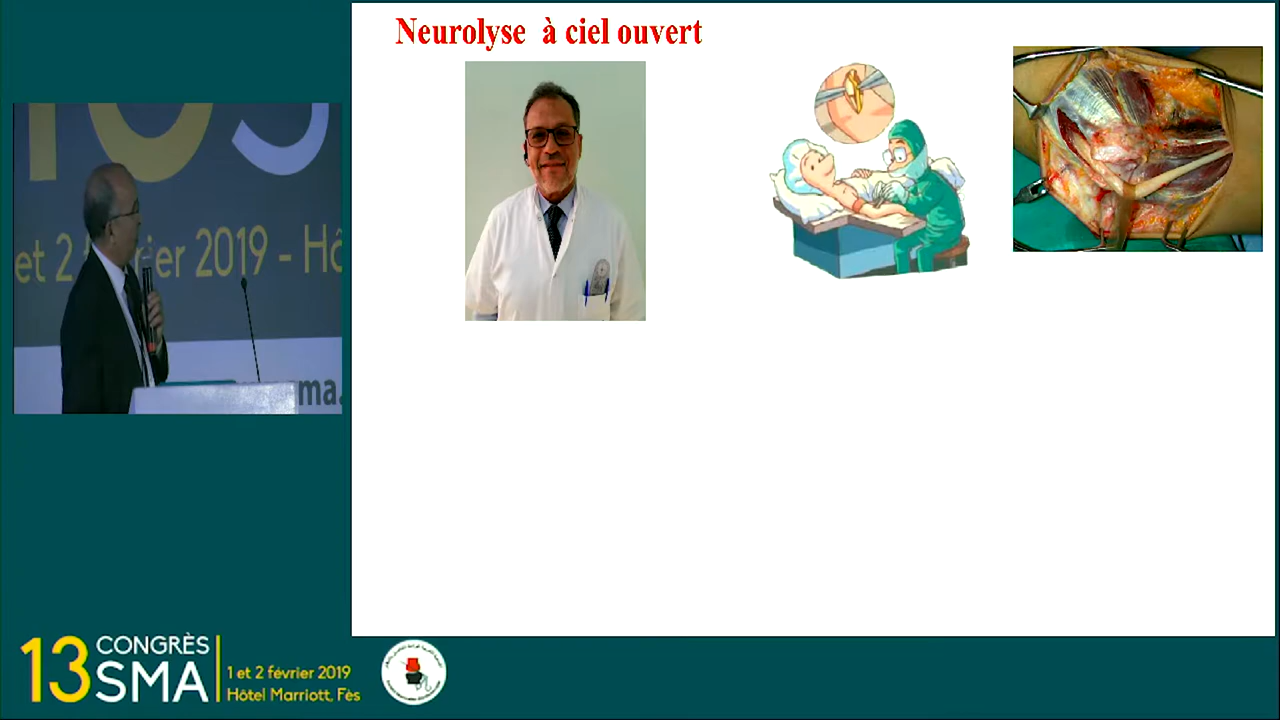 Neurolyse à ciel ouvert
et 2 février 2019 - Hô
ma.
13 CONGRÈS
SMA
1 et 2 février 2019
Hôtel Marriott, Fès